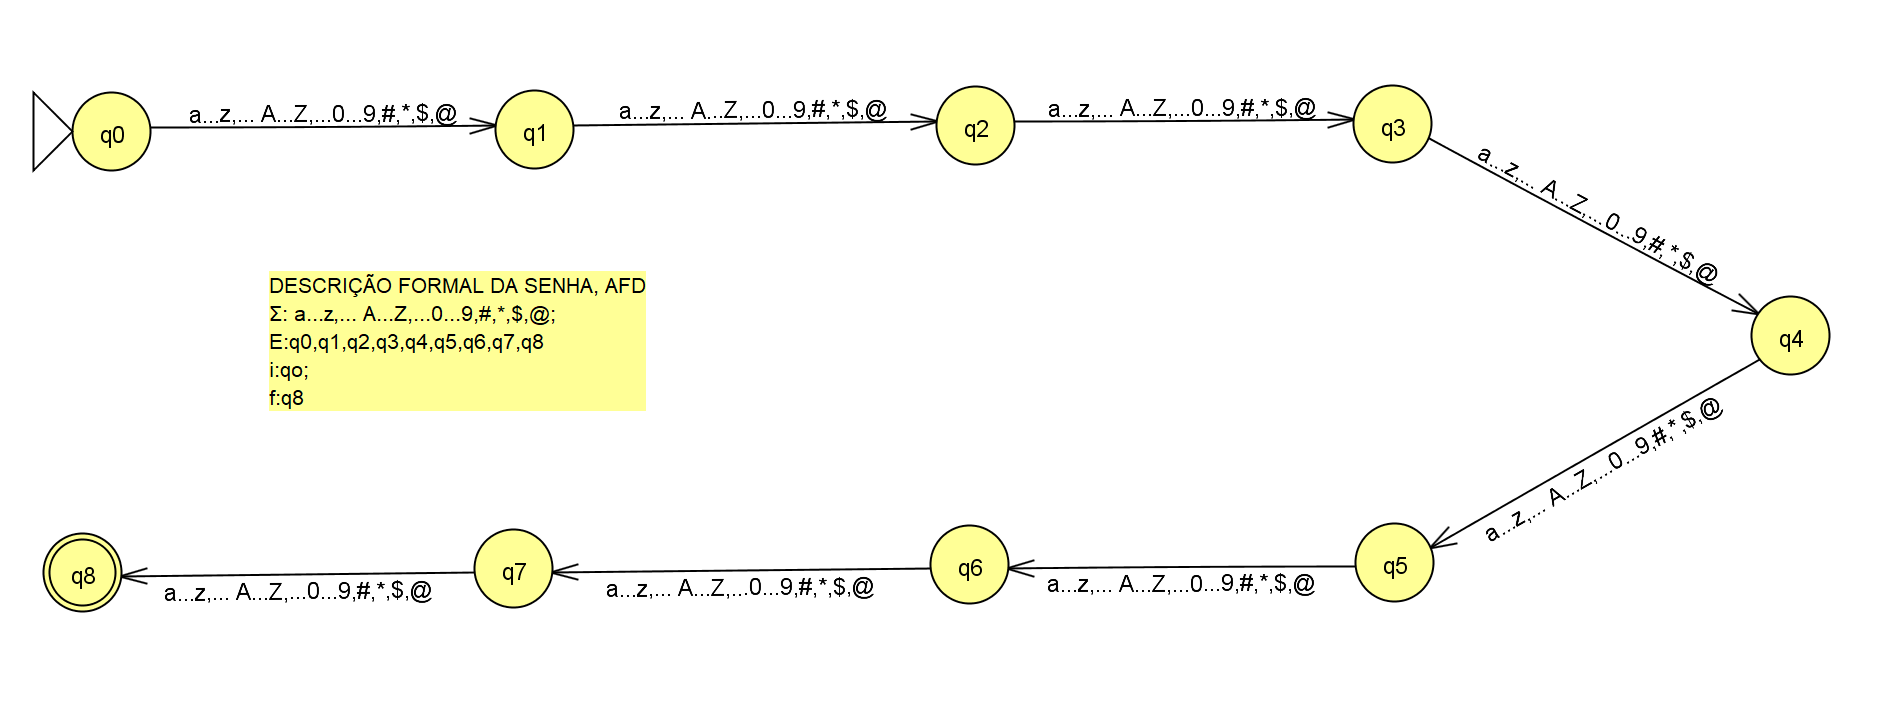 q0
a...z,... A...Z,...0...9,#,*,$,@
q1
a...z,... A...Z,...0...9,#,*,$,@
q2
a...z,... A...Z,...0...9,#,*,$,@
q3
a...z,... A...Z,...0...9,#,*,$,@
q4
DESCRIÇÃO FORMAL DA SENHA, AFD
Σ: a...z,... A...Z,...0...9,#,*,$,@;
E:q0,q1,q2,q3,q4,q5,q6,q7,q8
i:qo;
f:q8
a...z,... A...Z,...0...9,#,*,$,@
q5
a...z,... A...Z,...0...9,#,*,$,@
q6
a...z,... A...Z,...0...9,#,*,$,@
q7
a...z,... A...Z,...0...9,#,*,$,@
q8